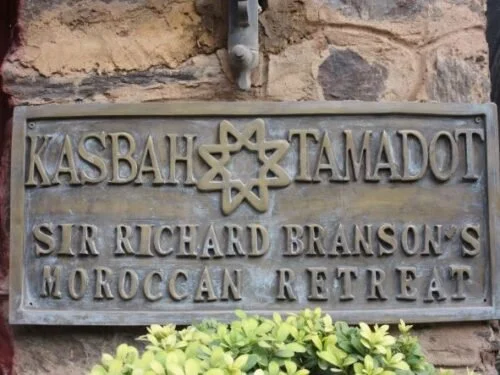 KASBAH TAMADOT
SIR RICHARD BRANSON'S
MOROCCAN RETREAT